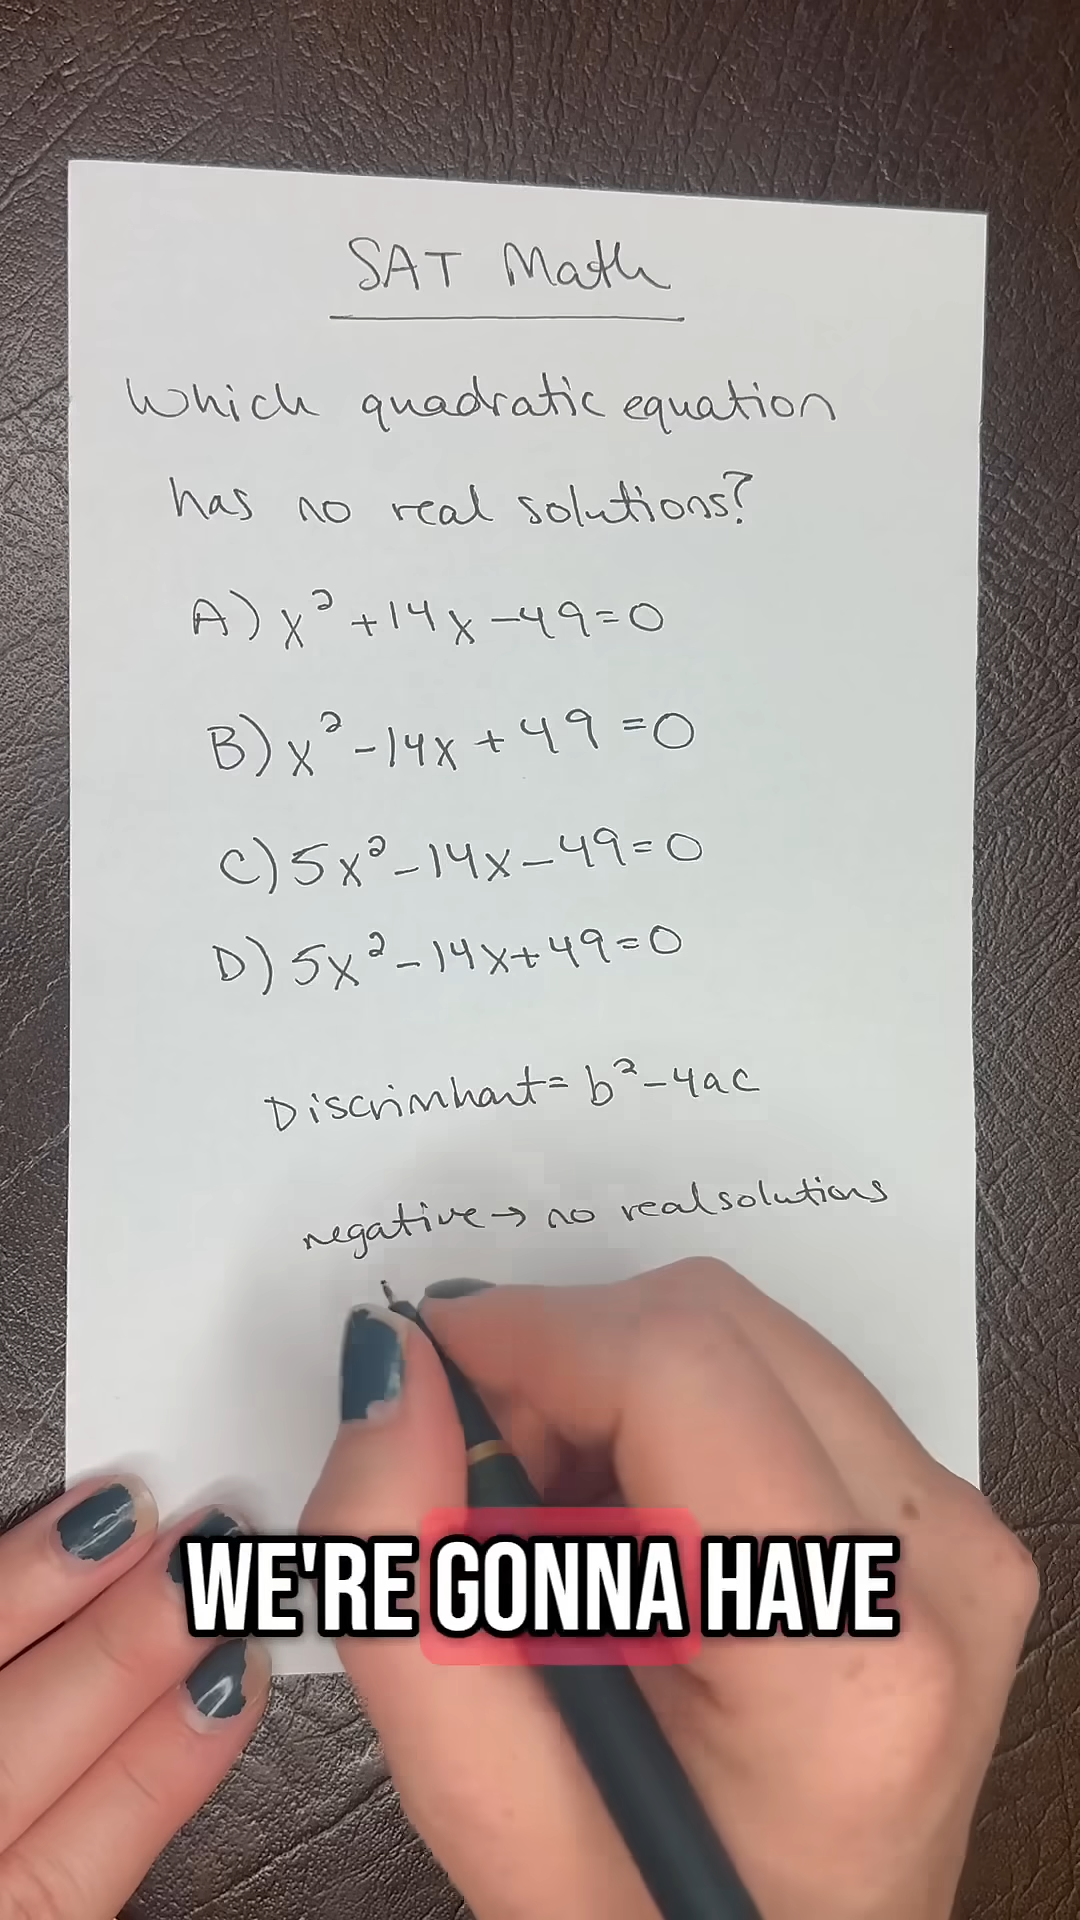 SAT Math
Which quadratic equation
has no real solutions?
A) x² + 14x - 49 = 0
B) x² - 14x + 49 = 0
C) 5x² - 14x - 49 = 0
D) 5x² - 14x + 49 = 0
Discriminant = b² - 4ac
negative → no real solutions
WE'RE GONNA HAVE